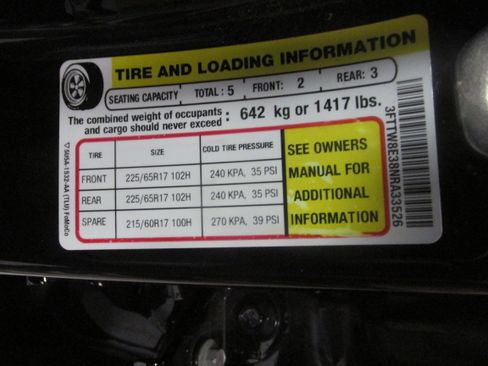 TIRE AND LOADING INFORMATION
SEATING CAPACITY TOTAL : 5 FRONT: 2 REAR: 3
The combined weight of occupants
and cargo should never exceed : 642 kg or 1417 lbs.
TIRE SIZE COLD TIRE PRESSURE
FRONT 225/65R17 102H 240 KPA, 35 PSI
REAR 225/65R17 102H 240 KPA, 35 PSI
SPARE 215/60R17 100H 270 KPA, 39 PSI
SEE OWNERS
MANUAL FOR
ADDITIONAL
INFORMATION
3FTTW8E38NRA33526